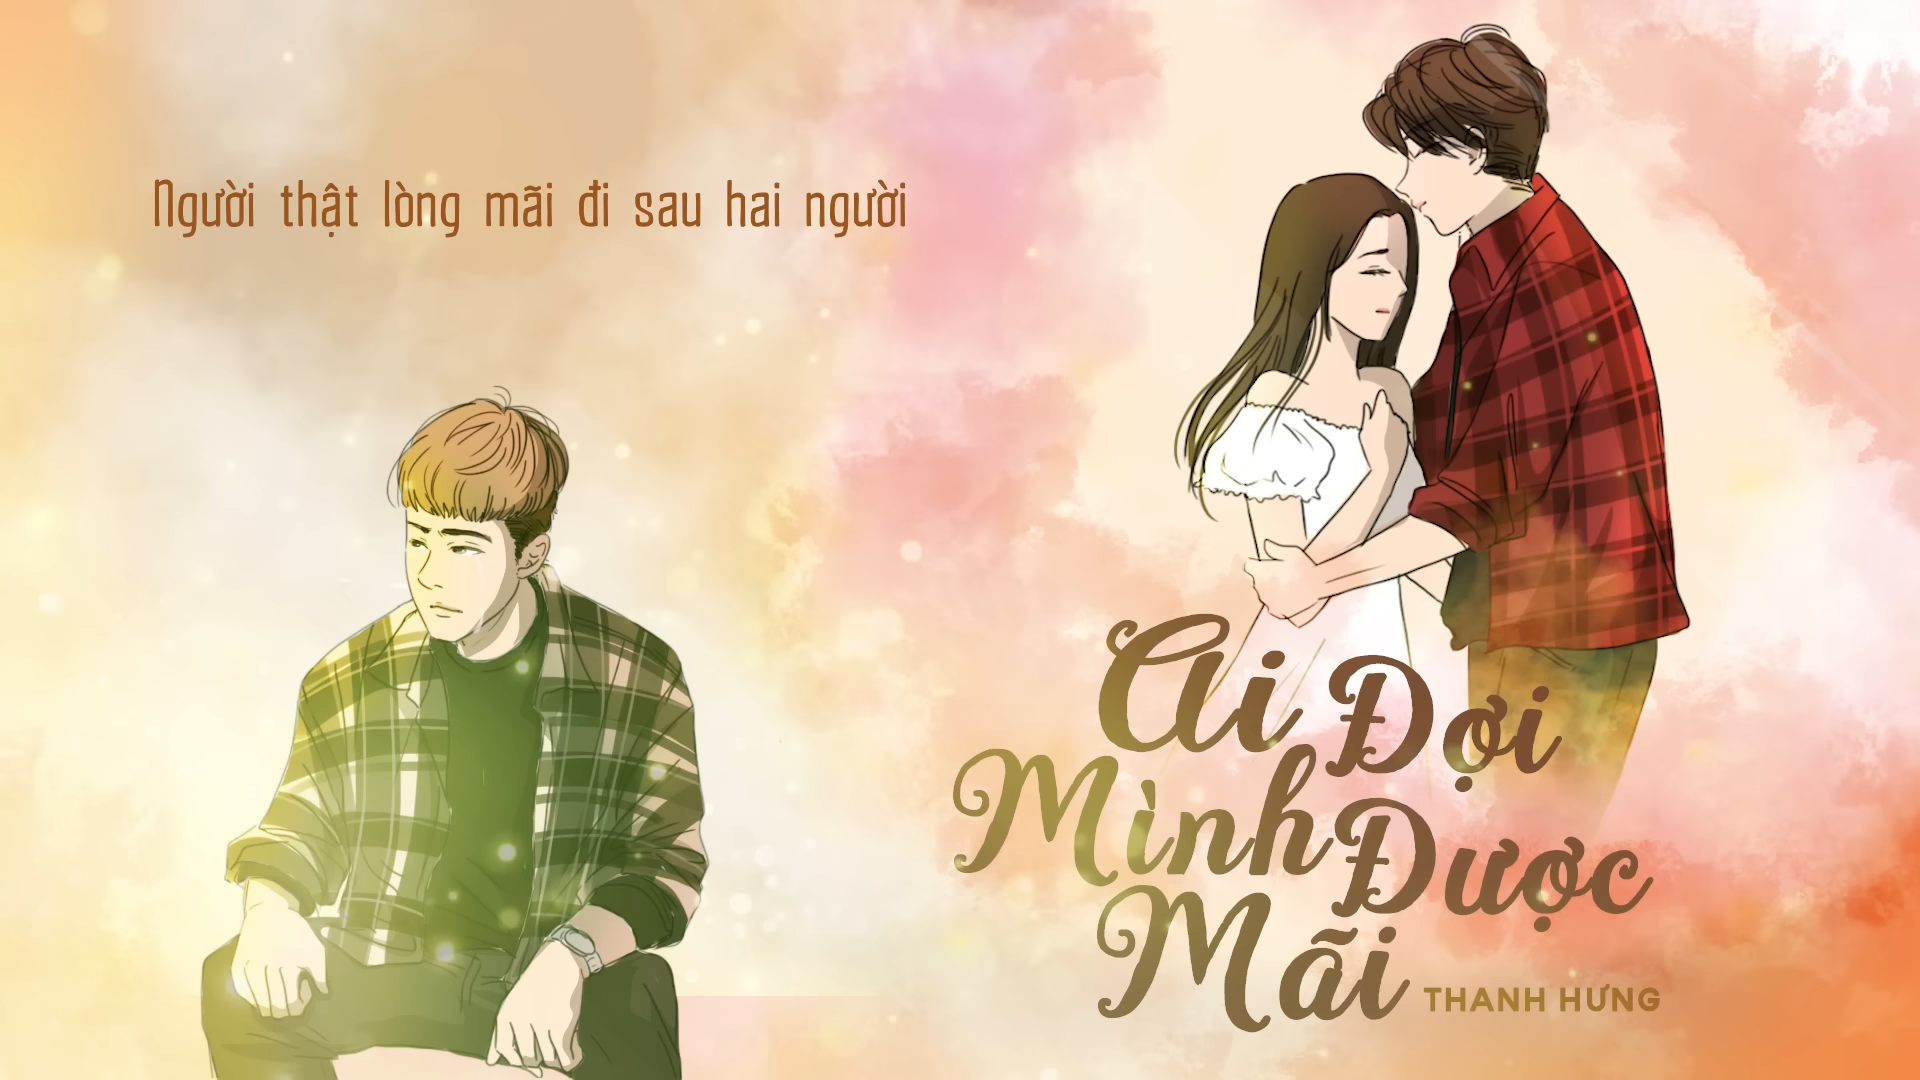 Người thật lòng mãi đi sau hai người
Ai Đợi
Mình Được
Mãi
THANH HƯNG